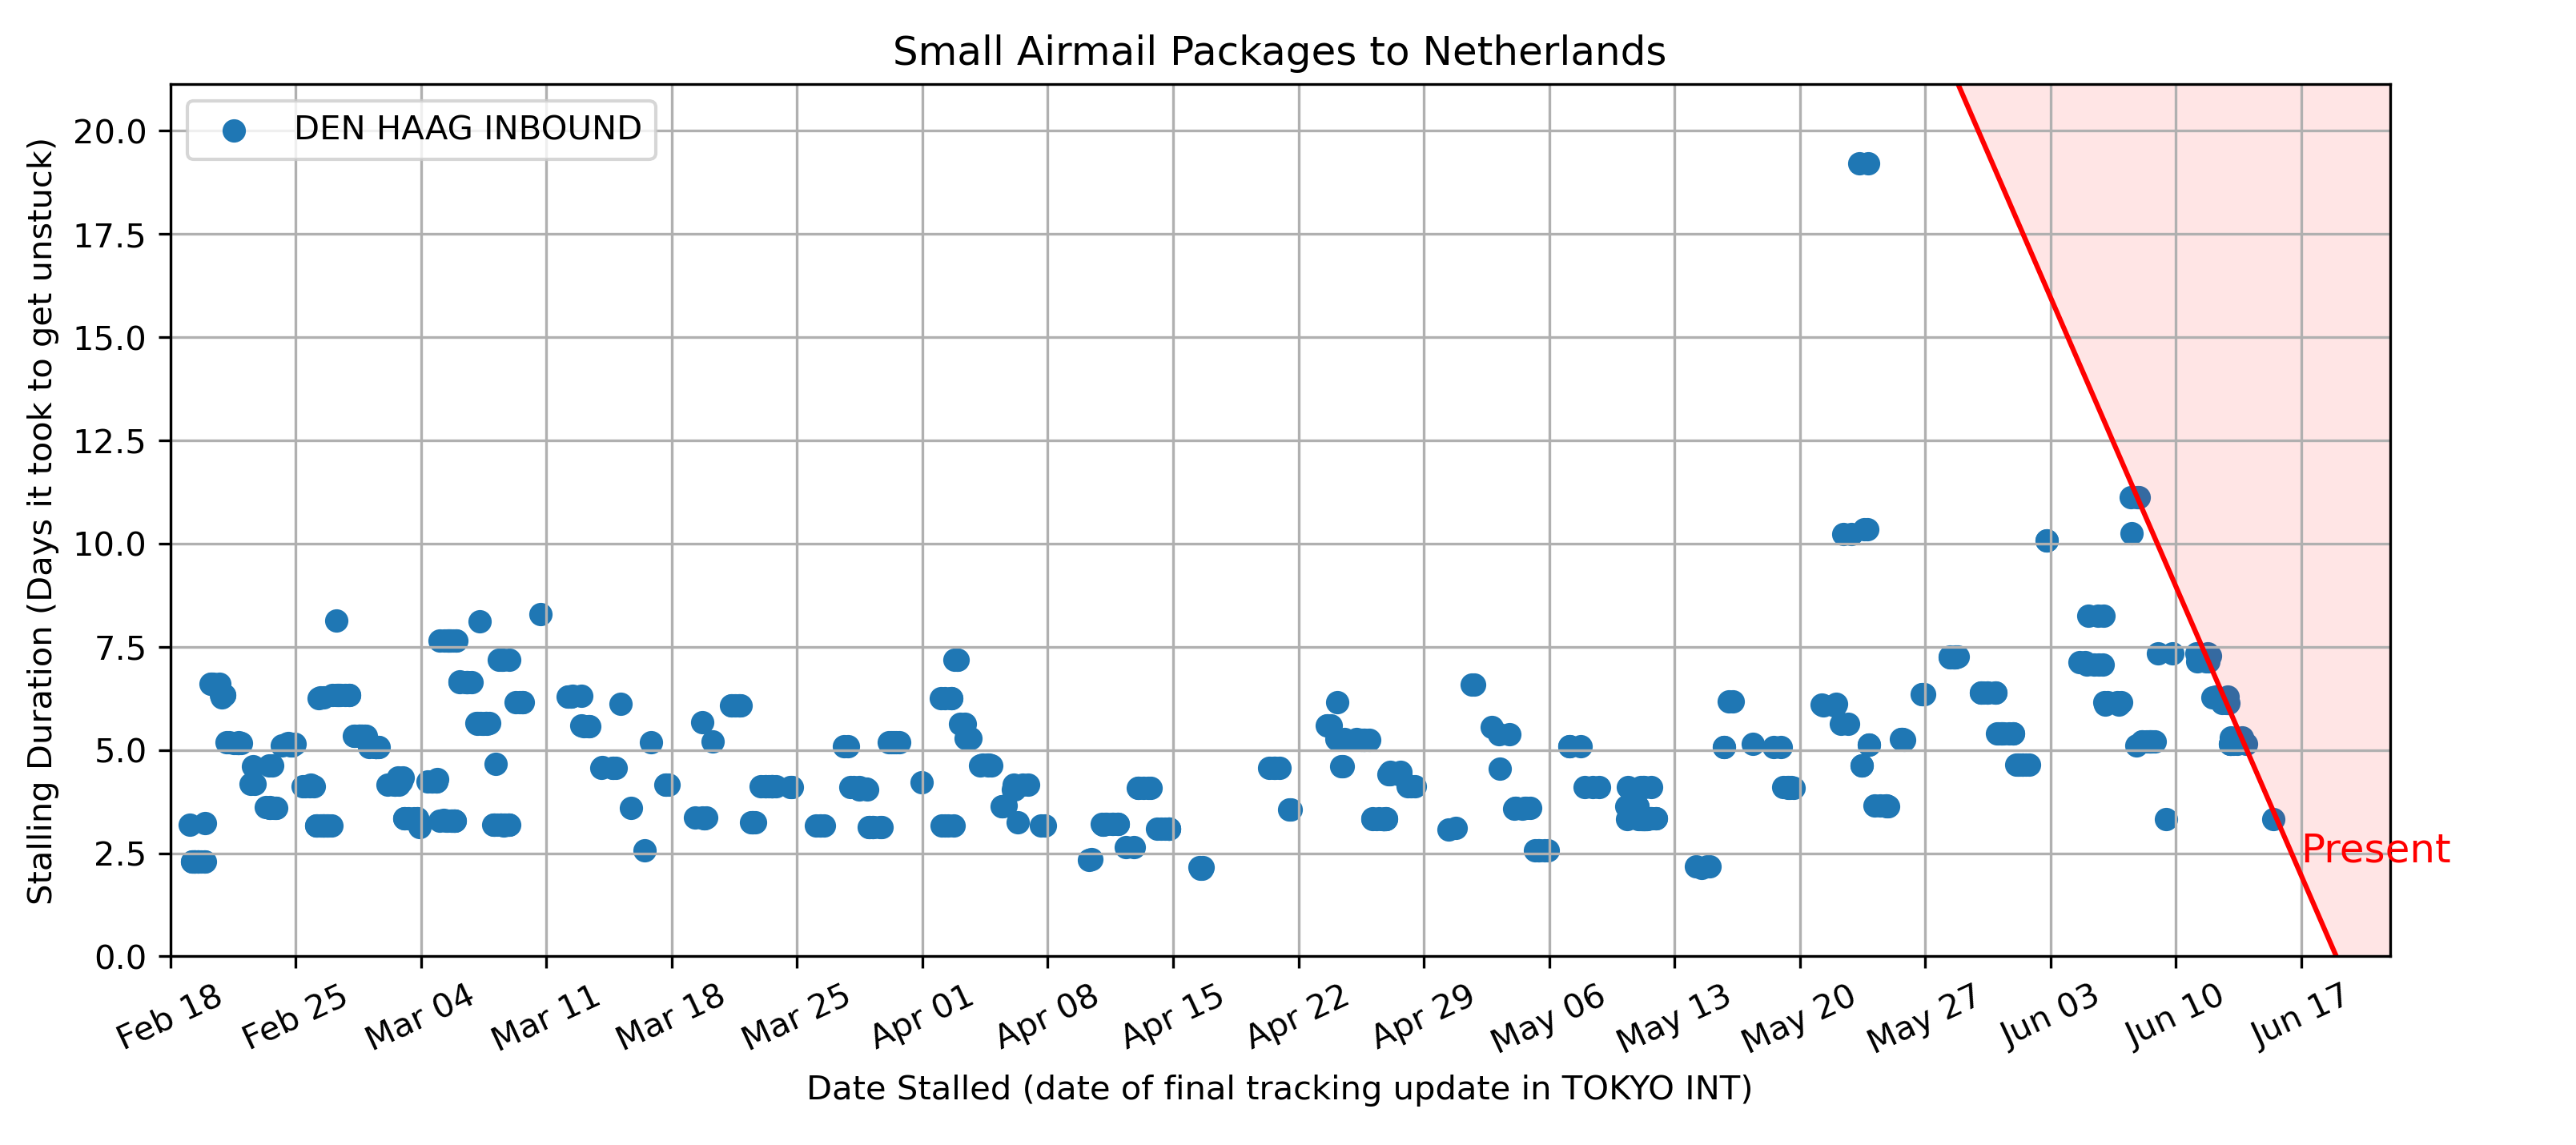 Small Airmail Packages to Netherlands
DEN HAAG INBOUND
Stalling Duration (Days it took to get unstuck)
20.0
17.5
15.0
12.5
10.0
7.5
5.0
2.5
0.0
Present
Feb 18
Feb 25
Mar 04
Mar 11
Mar 18
Mar 25
Apr 01
Apr 08
Apr 15
Apr 22
Apr 29
May 06
May 13
May 20
May 27
Jun 03
Jun 10
Jun 17
Date Stalled (date of final tracking update in TOKYO INT)